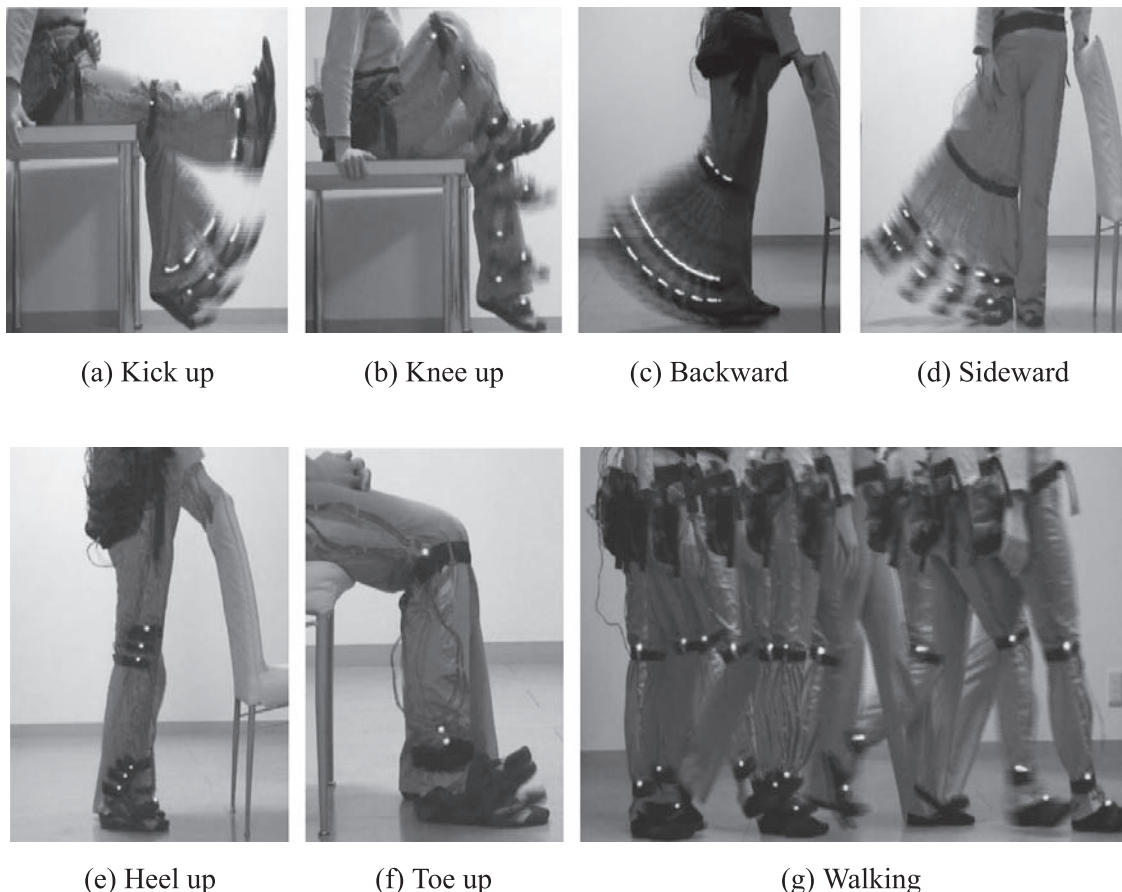 (a) Kick up
(b) Knee up
(c) Backward
(d) Sideward
(e) Heel up
(f) Toe up
(g) Walking